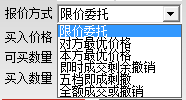 报价方式 限价委托
买入价格 限价委托
对方最优价格
可买数量 本方最优价格
即时成交剩余撤销
买入数量 五档即成剩撤
全额成交或撤销